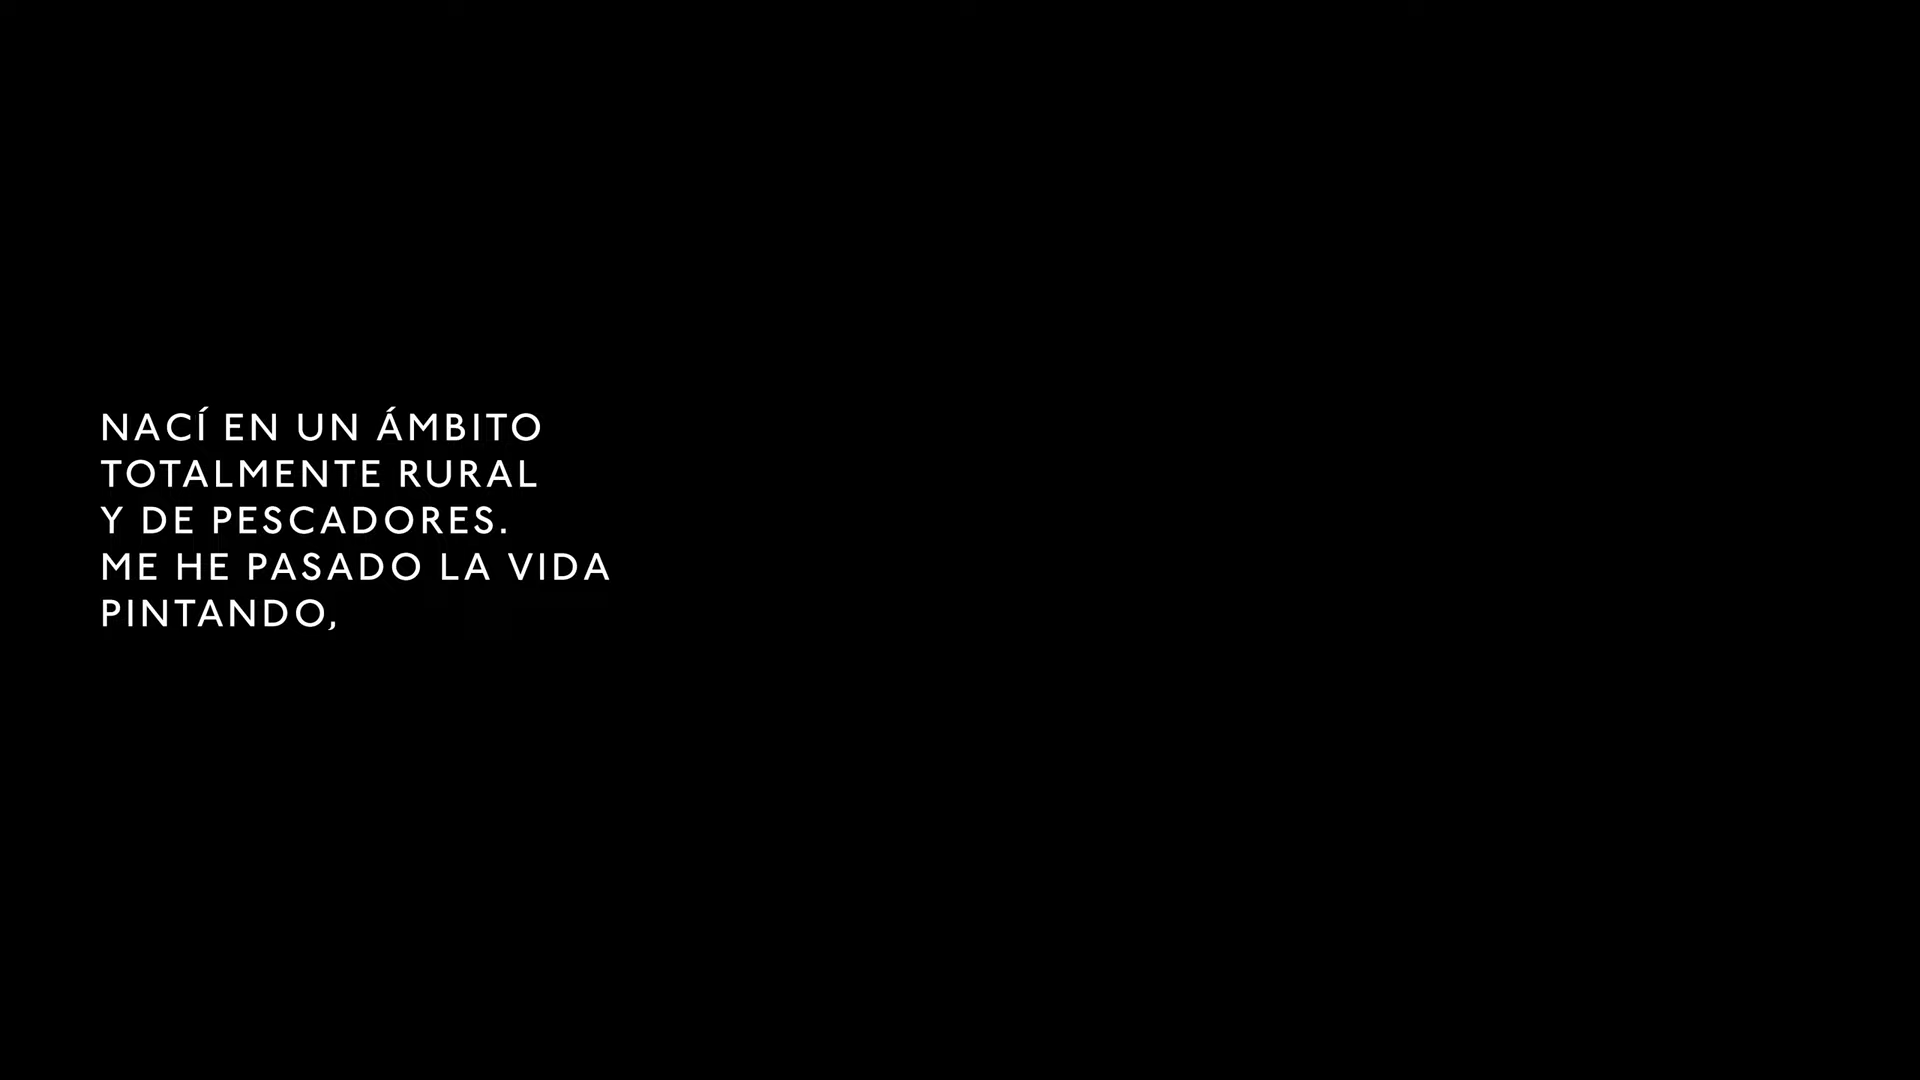 NACÍ EN UN ÁMBITO
TOTALMENTE RURAL
Y DE PESCADORES.
ME HE PASADO LA VIDA
PINTANDO,